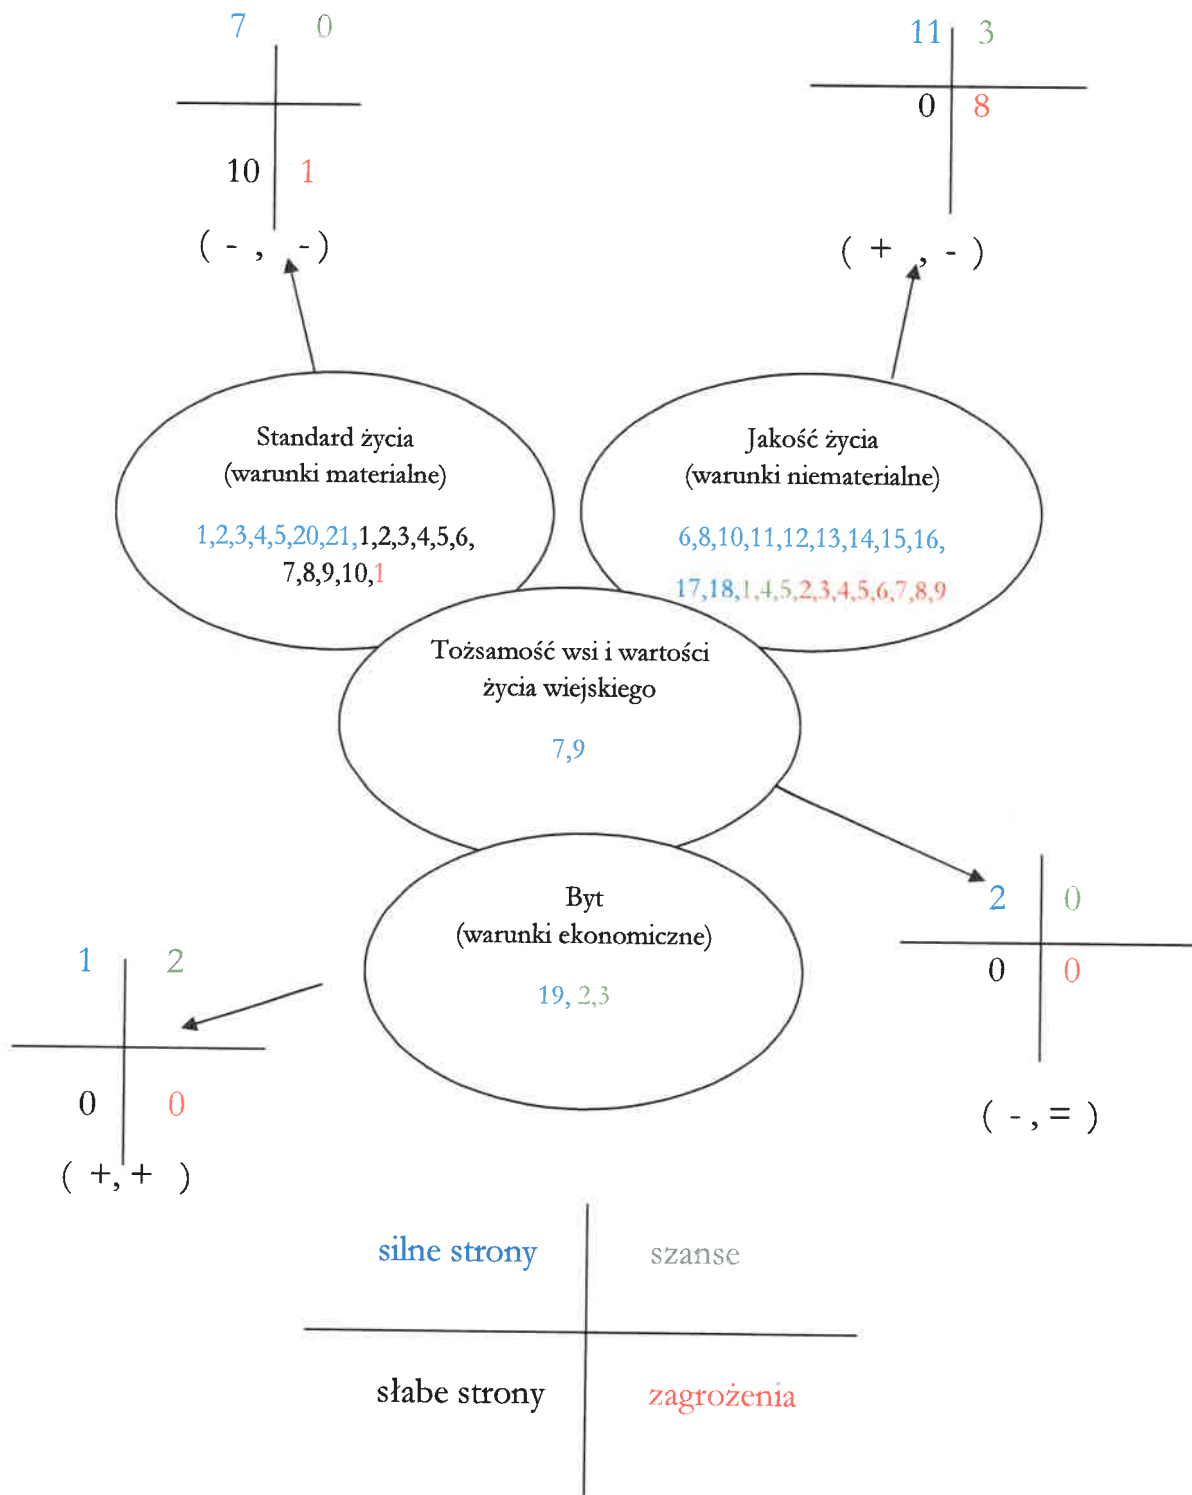 7 0
10 1
( - , - )
11 3
0 8
( + , - )
Standard życia
(warunki materialne)
1,2,3,4,5,20,21,1,2,3,4,5,6,
7,8,9,10,1
Jakość życia
(warunki niematerialne)
6,8,10,11,12,13,14,15,16,
17,18,1,4,5,2,3,4,5,6,7,8,9
Tożsamość wsi i wartości
życia wiejskiego
7,9
Byt
(warunki ekonomiczne)
19, 2,3
2 0
0 0
( - , = )
1 2
0 0
( +, + )
silne strony szanse
słabe strony zagrożenia